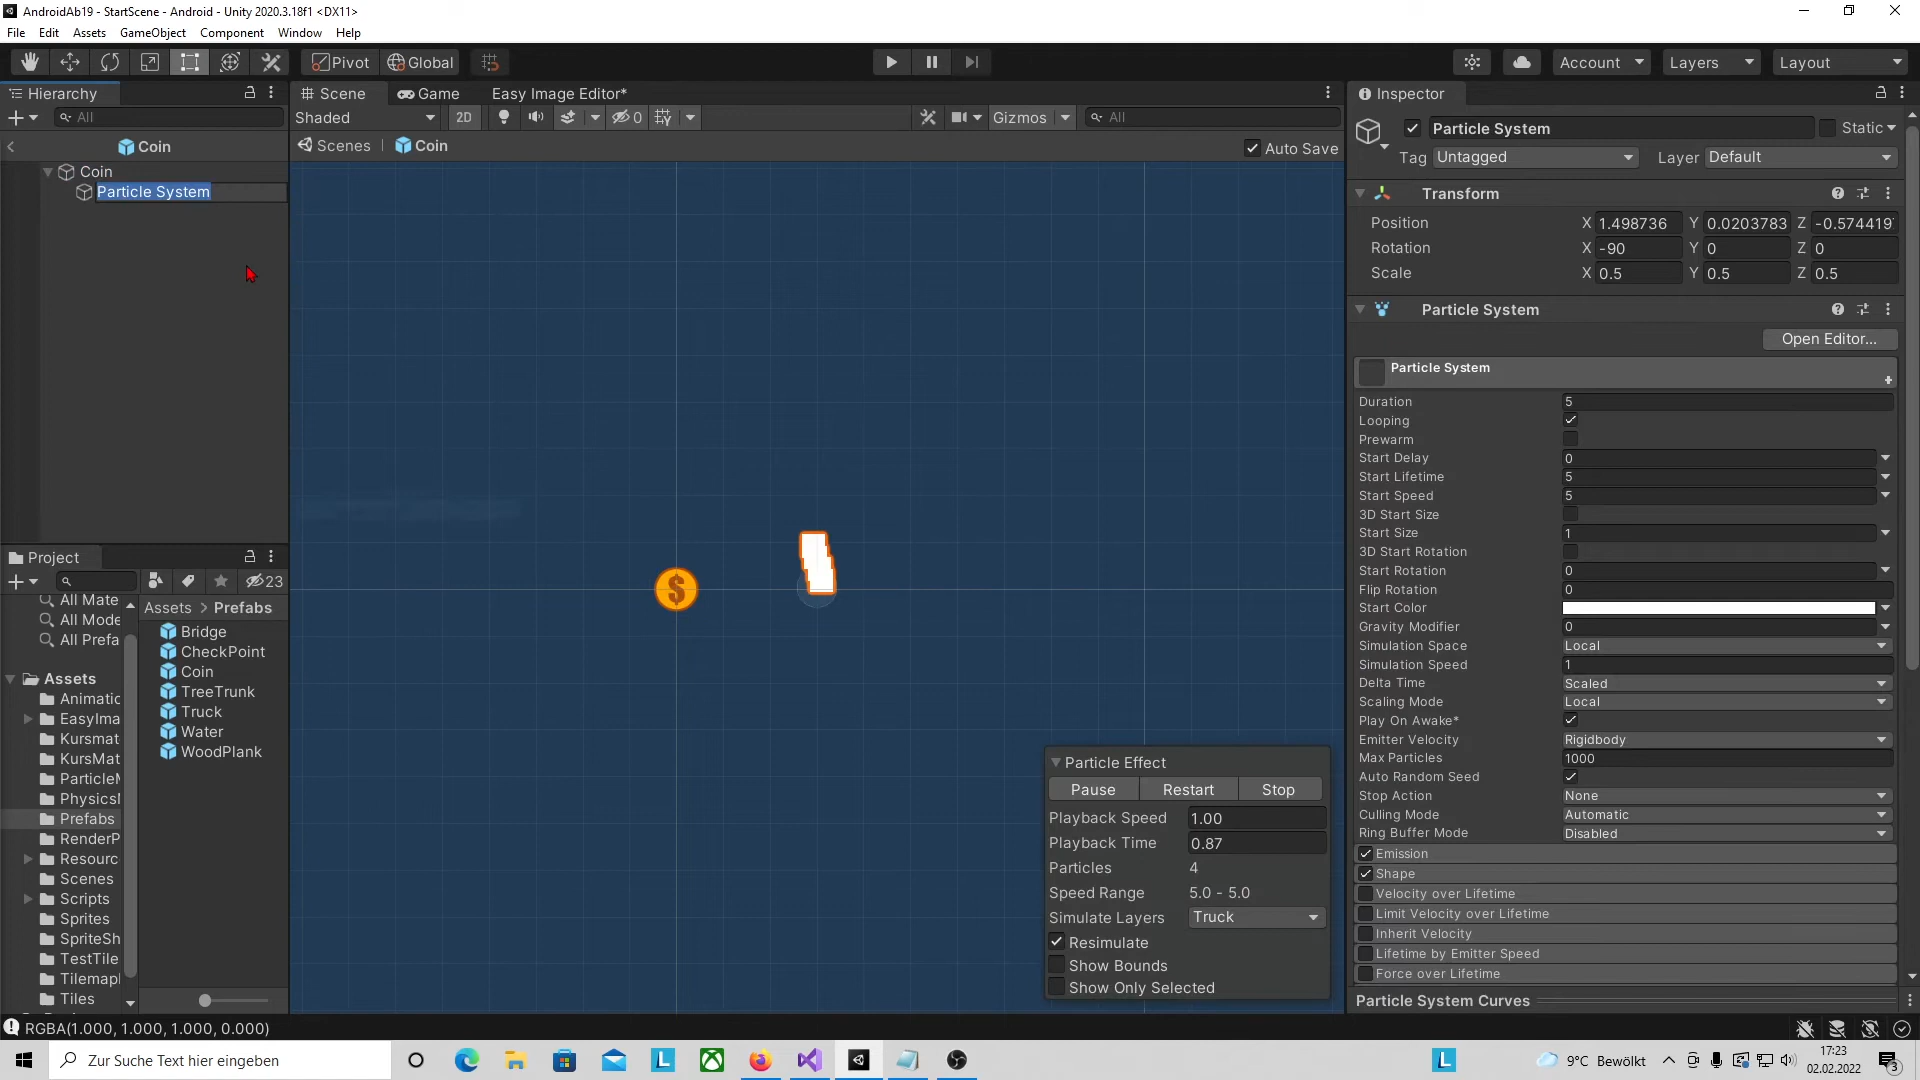 AndroidAb19 - StartScene - Android - Unity 2020.3.18f1 <DX11>
File Edit Assets GameObject Component Window Help
Pivot Global Account Layers Layout
Hierarchy
All
Coin
Coin
Particle System
Scene Game Easy Image Editor*
Shaded 2D 0 Gizmos All
Scenes Coin Auto Save
$
Particle Effect
Pause Restart Stop
Playback Speed 1.00
Playback Time 0.87
Particles 4
Speed Range 5.0 - 5.0
Simulate Layers Truck
Resimulate
Show Bounds
Show Only Selected
Project
23
All Mate
All Mode
All Prefa
Assets
Animatic
EasyIma
Kursmat
KursMat
ParticleM
PhysicsM
Prefabs
RenderP
Resourc
Scenes
Scripts
Sprites
SpriteSh
TestTile
Tilemap
Tiles
Assets > Prefabs
Bridge
CheckPoint
Coin
TreeTrunk
Truck
Water
WoodPlank
Inspector
Particle System Static
Tag Untagged Layer Default
Transform
Position X 1.498736 Y 0.0203783 Z -0.574419
Rotation X -90 Y 0 Z 0
Scale X 0.5 Y 0.5 Z 0.5
Particle System
Open Editor...
Particle System
Duration 5
Looping
Prewarm
Start Delay 0
Start Lifetime 5
Start Speed 5
3D Start Size
Start Size 1
3D Start Rotation
Start Rotation 0
Flip Rotation 0
Start Color
Gravity Modifier 0
Simulation Space Local
Simulation Speed 1
Delta Time Scaled
Scaling Mode Local
Play On Awake*
Emitter Velocity Rigidbody
Max Particles 1000
Auto Random Seed
Stop Action None
Culling Mode Automatic
Ring Buffer Mode Disabled
Emission
Shape
Velocity over Lifetime
Limit Velocity over Lifetime
Inherit Velocity
Lifetime by Emitter Speed
Force over Lifetime
Particle System Curves
RGBA(1.000, 1.000, 1.000, 0.000)
Zur Suche Text hier eingeben
L
L
9°C Bewölkt
17:23
02.02.2022
3